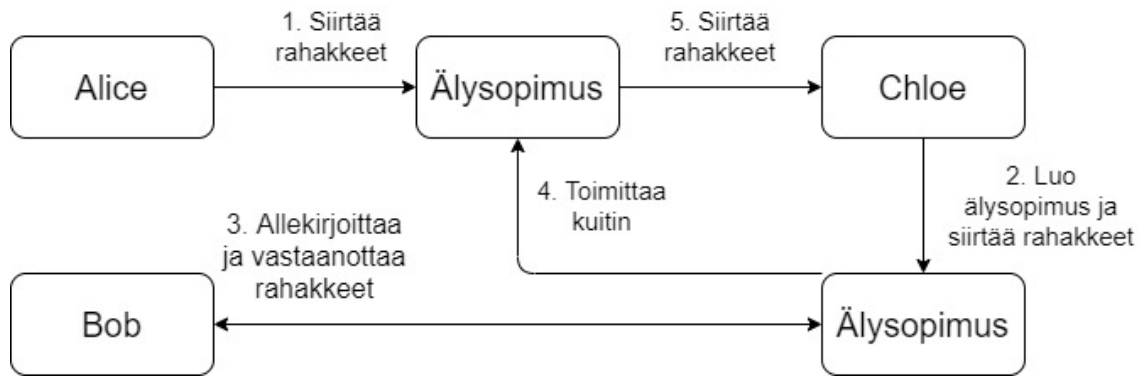 1. Siirtää
rahakkeet
5. Siirtää
rahakkeet
Alice
Älysopimus
Chloe
4. Toimittaa
kuitin
2. Luo
älysopimus ja
siirtää rahakkeet
3. Allekirjoittaa
ja vastaanottaa
rahakkeet
Bob
Älysopimus